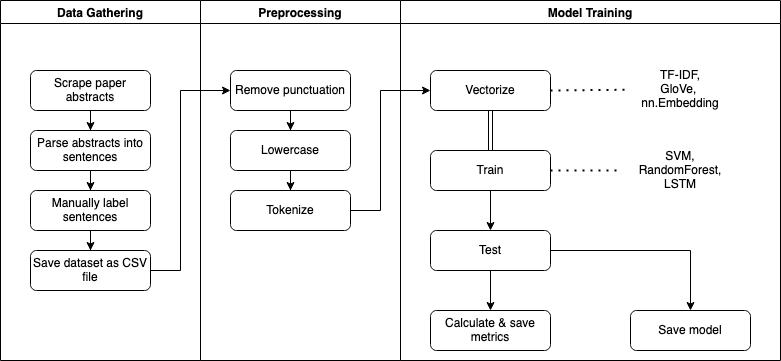 Data Gathering
Preprocessing
Model Training
Scrape paper
abstracts
Parse abstracts into
sentences
Manually label
sentences
Save dataset as CSV
file
Remove punctuation
Lowercase
Tokenize
Vectorize
TF-IDF,
GloVe,
nn.Embedding
Train
SVM,
RandomForest,
LSTM
Test
Calculate & save
metrics
Save model